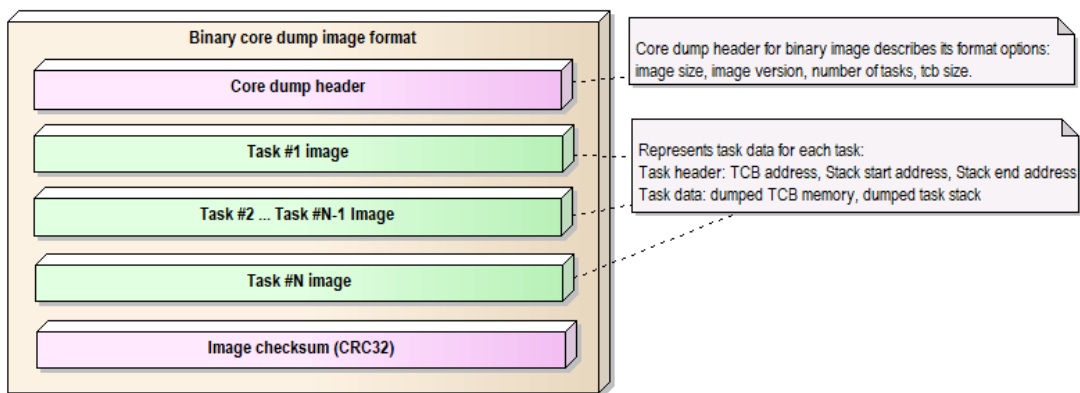 Binary core dump image format
Core dump header
Core dump header for binary image describes its format options:
image size, image version, number of tasks, tcb size.
Task #1 image
Represents task data for each task:
Task header: TCB address, Stack start address, Stack end address
Task data: dumped TCB memory, dumped task stack
Task #2 ... Task #N-1 Image
Task #N image
Image checksum (CRC32)